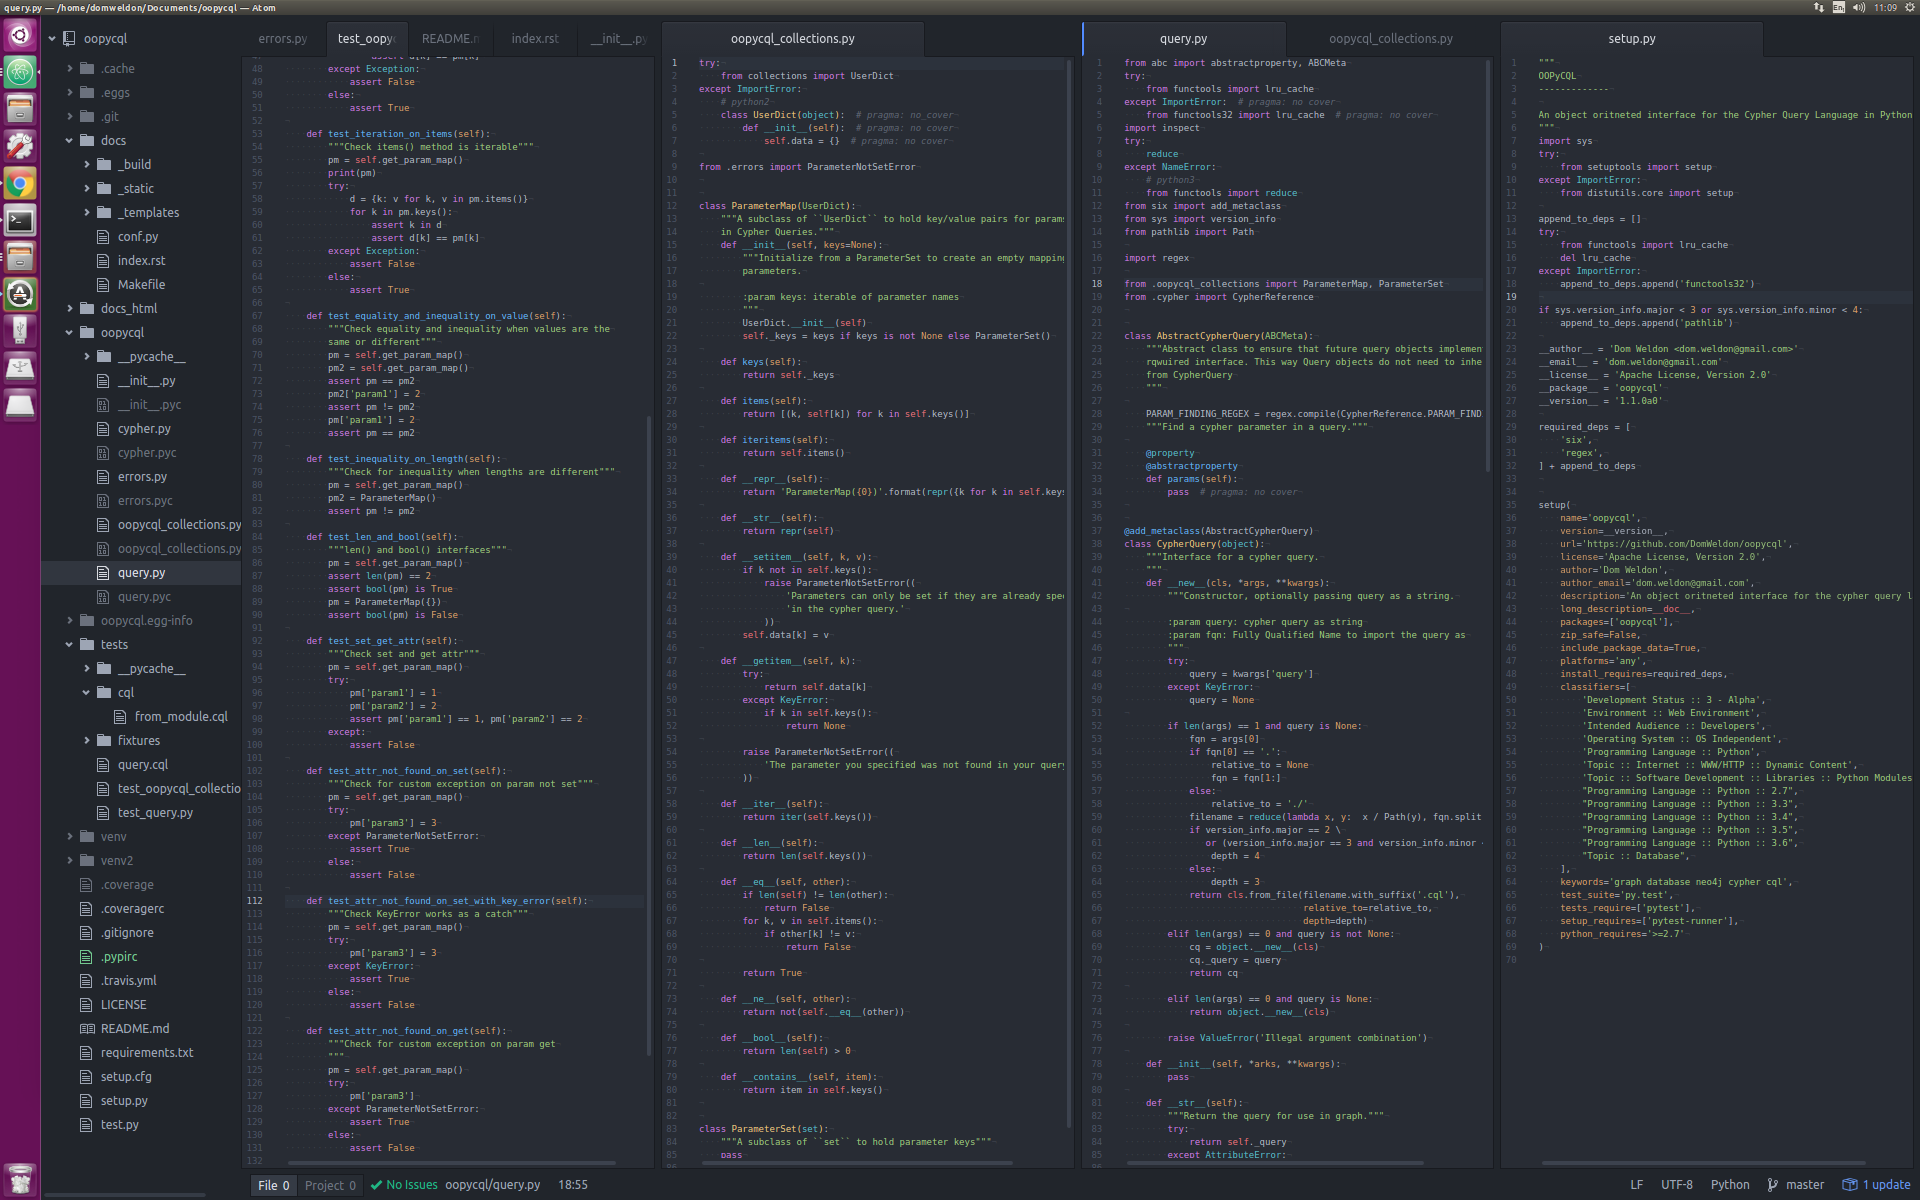 query.py — /home/domweldon/Documents/oopycql — Atom
En
11:09
oopycql
.cache
.eggs
.git
docs
_build
_static
_templates
conf.py
index.rst
Makefile
docs_html
oopycql
__pycache__
__init__.py
__init__.pyc
cypher.py
cypher.pyc
errors.py
errors.pyc
oopycql_collections.py
oopycql_collections.py
query.py
query.pyc
oopycql.egg-info
tests
__pycache__
cql
from_module.cql
fixtures
query.cql
test_oopycql_collectio
test_query.py
venv
venv2
.coverage
.coveragerc
.gitignore
.pypirc
.travis.yml
LICENSE
README.md
requirements.txt
setup.cfg
setup.py
test.py
errors.py
test_oopyc
README.n
index.rst
__init__.py
47 assert d[k] == pm[k]
48 except Exception:
49 assert False
50 else:
51 assert True
52
53 def test_iteration_on_items(self):
54 """Check items() method is iterable"""
55 pm = self.get_param_map()
56 print(pm)
57 try:
58 d = {k: v for k, v in pm.items()}
59 for k in pm.keys():
60 assert k in d
61 assert d[k] == pm[k]
62 except Exception:
63 assert False
64 else:
65 assert True
66
67 def test_equality_and_inequality_on_value(self):
68 """Check equality and inequality when values are the
69 same or different"""
70 pm = self.get_param_map()
71 pm2 = self.get_param_map()
72 assert pm == pm2
73 pm2['param1'] = 2
74 assert pm != pm2
75 pm['param1'] = 2
76 assert pm == pm2
77
78 def test_inequality_on_length(self):
79 """Check for inequality when lengths are different"""
80 pm = self.get_param_map()
81 pm2 = ParameterMap()
82 assert pm != pm2
83
84 def test_len_and_bool(self):
85 """len() and bool() interfaces"""
86 pm = self.get_param_map()
87 assert len(pm) == 2
88 assert bool(pm) is True
89 pm = ParameterMap({})
90 assert bool(pm) is False
91
92 def test_set_get_attr(self):
93 """Check set and get attr"""
94 pm = self.get_param_map()
95 try:
96 pm['param1'] = 1
97 pm['param2'] = 2
98 assert pm['param1'] == 1, pm['param2'] == 2
99 except:
100 assert False
101
102 def test_attr_not_found_on_set(self):
103 """Check for custom exception on param not set"""
104 pm = self.get_param_map()
105 try:
106 pm['param3'] = 3
107 except ParameterNotSetError:
108 assert True
109 else:
110 assert False
111
112 def test_attr_not_found_on_set_with_key_error(self):
113 """Check KeyError works as a catch"""
114 pm = self.get_param_map()
115 try:
116 pm['param3'] = 3
117 except KeyError:
118 assert True
119 else:
120 assert False
121
122 def test_attr_not_found_on_get(self):
123 """Check for custom exception on param get
124 """
125 pm = self.get_param_map()
126 try:
127 pm['param3']
128 except ParameterNotSetError:
129 assert True
130 else:
131 assert False
132
oopycql_collections.py
1 try:
2 from collections import UserDict
3 except ImportError:
4 # python2
5 class UserDict(object): # pragma: no_cover
6 def __init__(self): # pragma: no cover
7 self.data = {} # pragma: no cover
8
9 from .errors import ParameterNotSetError
10
11
12 class ParameterMap(UserDict):
13 """A subclass of ``UserDict`` to hold key/value pairs for params
14 in Cypher Queries."""
15 def __init__(self, keys=None):
16 """Initialize from a ParameterSet to create an empty mapping
17 parameters.
18
19 :param keys: iterable of parameter names
20 """
21 UserDict.__init__(self)
22 self._keys = keys if keys is not None else ParameterSet()
23
24 def keys(self):
25 return self._keys
26
27 def items(self):
28 return [(k, self[k]) for k in self.keys()]
29
30 def iteritems(self):
31 return self.items()
32
33 def __repr__(self):
34 return 'ParameterMap({0})'.format(repr({k for k in self.keys
35
36 def __str__(self):
37 return repr(self)
38
39 def __setitem__(self, k, v):
40 if k not in self.keys():
41 raise ParameterNotSetError((
42 'Parameters can only be set if they are already spec
43 'in the cypher query.'
44 ))
45 self.data[k] = v
46
47 def __getitem__(self, k):
48 try:
49 return self.data[k]
50 except KeyError:
51 if k in self.keys():
52 return None
53
54 raise ParameterNotSetError((
55 'The parameter you specified was not found in your query
56 ))
57
58 def __iter__(self):
59 return iter(self.keys())
60
61 def __len__(self):
62 return len(self.keys())
63
64 def __eq__(self, other):
65 if len(self) != len(other):
66 return False
67 for k, v in self.items():
68 if other[k] != v:
69 return False
70
71 return True
72
73 def __ne__(self, other):
74 return not(self.__eq__(other))
75
76 def __bool__(self):
77 return len(self) > 0
78
79 def __contains__(self, item):
80 return item in self.keys()
81
82
83 class ParameterSet(set):
84 """A subclass of ``set`` to hold parameter keys"""
85 pass
86
query.py
oopycql_collections.py
1 from abc import abstractproperty, ABCMeta
2 try:
3 from functools import lru_cache
4 except ImportError: # pragma: no cover
5 from functools32 import lru_cache # pragma: no cover
6 import inspect
7 try:
8 reduce
9 except NameError:
10 # python3
11 from functools import reduce
12 from six import add_metaclass
13 from sys import version_info
14 from pathlib import Path
15
16 import regex
17
18 from .oopycql_collections import ParameterMap, ParameterSet
19 from .cypher import CypherReference
20
21
22 class AbstractCypherQuery(ABCMeta):
23 """Abstract class to ensure that future query objects implement
24 rqwuired interface. This way Query objects do not need to inhe
25 from CypherQuery
26 """
27
28 PARAM_FINDING_REGEX = regex.compile(CypherReference.PARAM_FIND
29 """Find a cypher parameter in a query."""
30
31 @property
32 @abstractproperty
33 def params(self):
34 pass # pragma: no cover
35
36
37 @add_metaclass(AbstractCypherQuery)
38 class CypherQuery(object):
39 """Interface for a cypher query.
40 """
41 def __new__(cls, *args, **kwargs):
42 """Constructor, optionally passing query as a string.
43
44 :param query: cypher query as string
45 :param fqn: Fully Qualified Name to import the query as
46 """
47 try:
48 query = kwargs['query']
49 except KeyError:
50 query = None
51
52 if len(args) == 1 and query is None:
53 fqn = args[0]
54 if fqn[0] == '.':
55 relative_to = None
56 fqn = fqn[1:]
57 else:
58 relative_to = './'
59 filename = reduce(lambda x, y: x / Path(y), fqn.split
60 if version_info.major == 2 \
61 or (version_info.major == 3 and version_info.minor <
62 depth = 4
63 else:
64 depth = 3
65 return cls.from_file(filename.with_suffix('.cql'),
66 relative_to=relative_to,
67 depth=depth)
68 elif len(args) == 0 and query is not None:
69 cq = object.__new__(cls)
70 cq._query = query
71 return cq
72
73 elif len(args) == 0 and query is None:
74 return object.__new__(cls)
75
76 raise ValueError('Illegal argument combination')
77
78 def __init__(self, *arks, **kwargs):
79 pass
80
81 def __str__(self):
82 """Return the query for use in graph."""
83 try:
84 return self._query
85 except AttributeError:
setup.py
1 """
2 OOPyCQL
3 -------------
4
5 An object oritneted interface for the Cypher Query Language in Python
6 """
7 import sys
8 try:
9 from setuptools import setup
10 except ImportError:
11 from distutils.core import setup
12
13 append_to_deps = []
14 try:
15 from functools import lru_cache
16 del lru_cache
17 except ImportError:
18 append_to_deps.append('functools32')
19
20 if sys.version_info.major < 3 or sys.version_info.minor < 4:
21 append_to_deps.append('pathlib')
22
23 __author__ = 'Dom Weldon <dom.weldon@gmail.com>'
24 __email__ = 'dom.weldon@gmail.com'
25 __license__ = 'Apache License, Version 2.0'
26 __package__ = 'oopycql'
27 __version__ = '1.1.0a0'
28
29 required_deps = [
30 'six',
31 'regex',
32 ] + append_to_deps
33
34
35 setup(
36 name='oopycql',
37 version=__version__,
38 url='https://github.com/DomWeldon/oopycql',
39 license='Apache License, Version 2.0',
40 author='Dom Weldon',
41 author_email='dom.weldon@gmail.com',
42 description='An object oritneted interface for the cypher query l
43 long_description=__doc__,
44 packages=['oopycql'],
45 zip_safe=False,
46 include_package_data=True,
47 platforms='any',
48 install_requires=required_deps,
49 classifiers=[
50 'Development Status :: 3 - Alpha',
51 'Environment :: Web Environment',
52 'Intended Audience :: Developers',
53 'Operating System :: OS Independent',
54 'Programming Language :: Python',
55 'Topic :: Internet :: WWW/HTTP :: Dynamic Content',
56 'Topic :: Software Development :: Libraries :: Python Modules
57 "Programming Language :: Python :: 2.7",
58 "Programming Language :: Python :: 3.3",
59 "Programming Language :: Python :: 3.4",
60 "Programming Language :: Python :: 3.5",
61 "Programming Language :: Python :: 3.6",
62 "Topic :: Database",
63 ],
64 keywords='graph database neo4j cypher cql',
65 test_suite='py.test',
66 tests_require=['pytest'],
67 setup_requires=['pytest-runner'],
68 python_requires='>=2.7'
69 )
70
File 0
Project 0
No Issues
oopycql/query.py
18:55
LF
UTF-8
Python
master
1 update